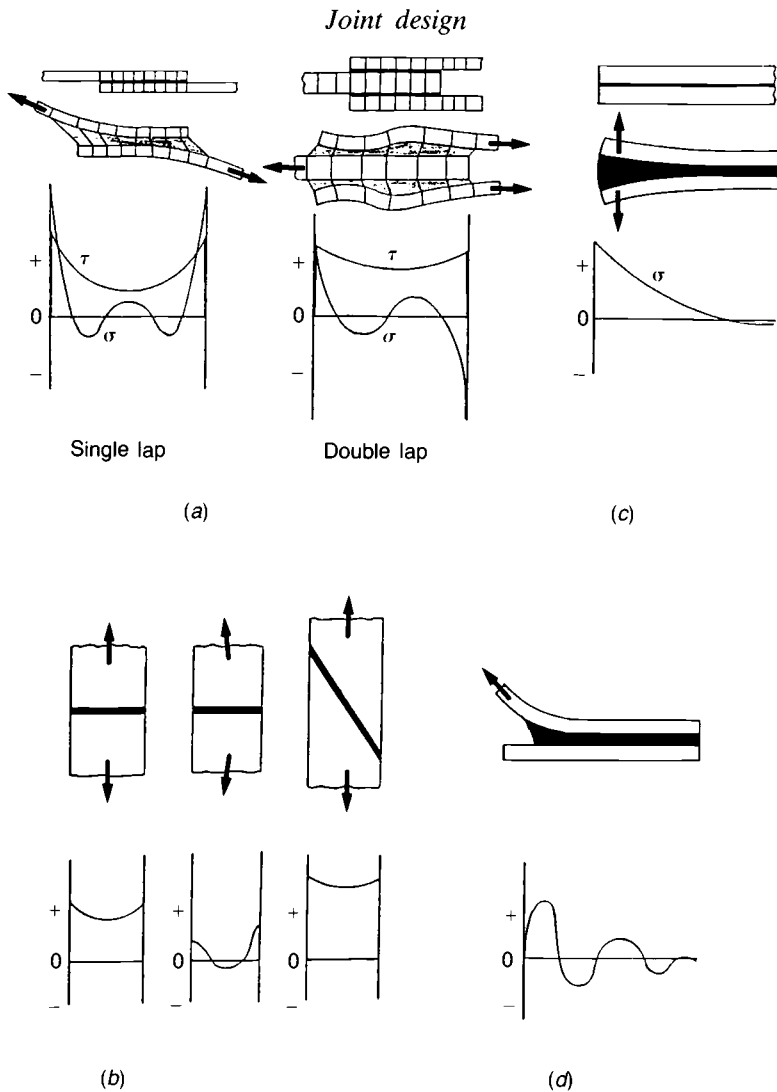 Joint design
+
τ
0
σ
−
+
τ
0
σ
−
+
σ
0
−
Single lap
Double lap
(a)
(c)
+
0
−
+
0
−
+
0
−
+
0
−
(b)
(d)